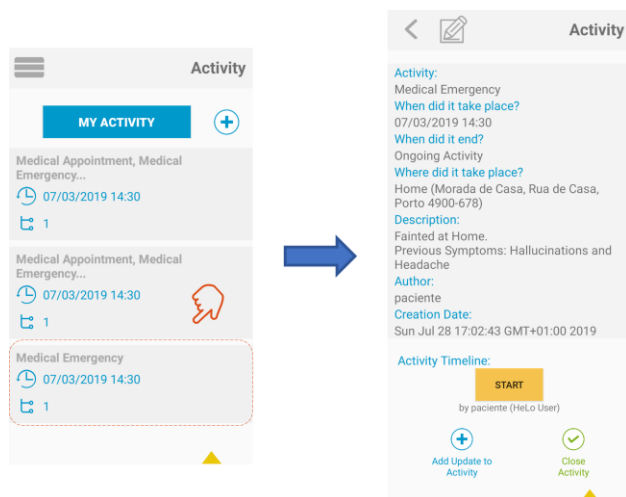 Activity
MY ACTIVITY
Medical Appointment, Medical
Emergency...
07/03/2019 14:30
1
Medical Appointment, Medical
Emergency...
07/03/2019 14:30
1
Medical Emergency
07/03/2019 14:30
1
Activity
Activity:
Medical Emergency
When did it take place?
07/03/2019 14:30
When did it end?
Ongoing Activity
Where did it take place?
Home (Morada de Casa, Rua de Casa,
Porto 4900-678)
Description:
Fainted at Home.
Previous Symptoms: Hallucinations and
Headache
Author:
paciente
Creation Date:
Sun Jul 28 17:02:43 GMT+01:00 2019
Activity Timeline:
START
by paciente (HeLo User)
Add Update to
Activity
Close
Activity